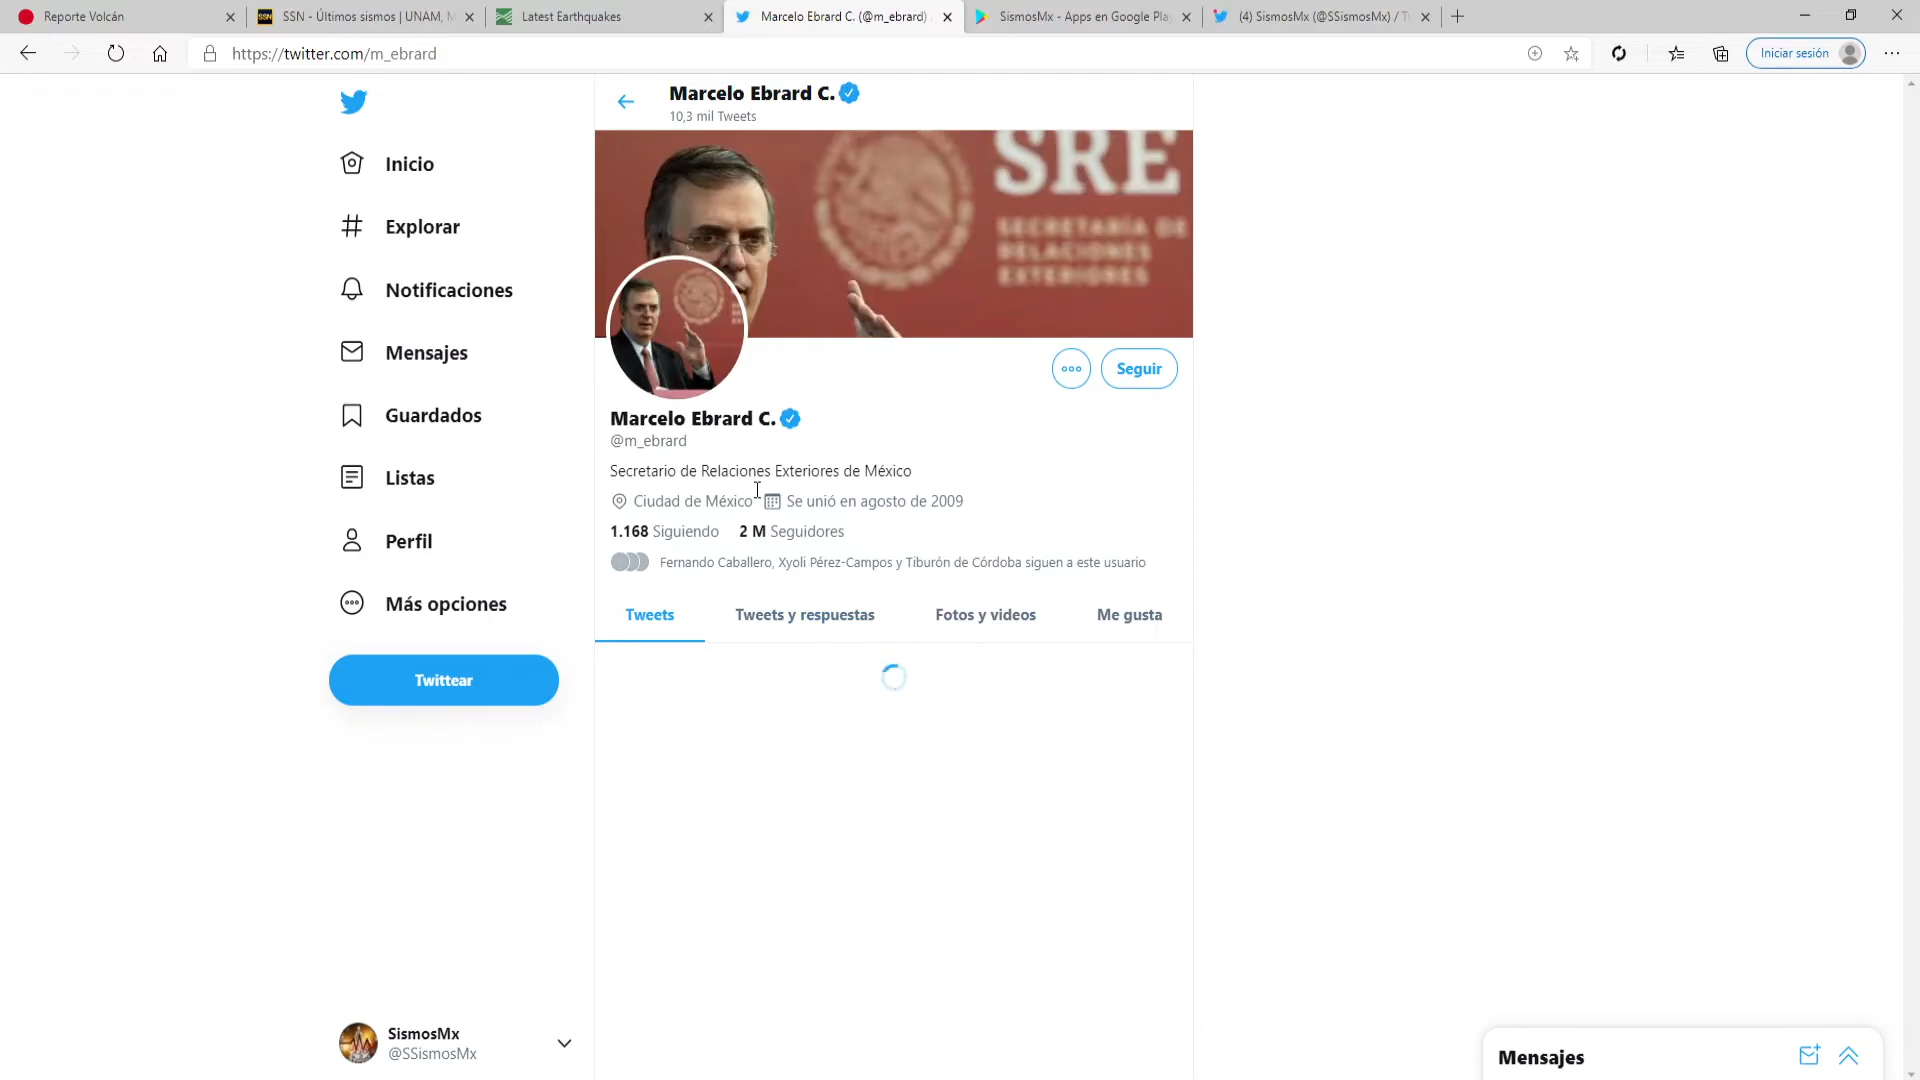 Reporte Volcán
SSN - Últimos sismos | UNAM, M
Latest Earthquakes
Marcelo Ebrard C. (@m_ebrard)
SismosMx - Apps en Google Pla
(4) SismosMx (@SSismosMx) / T
https://twitter.com/m_ebrard
Iniciar sesión
Marcelo Ebrard C.
10,3 mil Tweets
Inicio
Explorar
Notificaciones
Mensajes
Guardados
Listas
Perfil
Más opciones
Twittear
SismosMx
@SSismosMx
SRE
SECRETARÍA DE
RELACIONES
EXTERIORES
Seguir
Marcelo Ebrard C.
@m_ebrard
Secretario de Relaciones Exteriores de México
Ciudad de México Se unió en agosto de 2009
1.168 Siguiendo 2 M Seguidores
Fernando Caballero, Xyoli Pérez-Campos y Tiburón de Córdoba siguen a este usuario
Tweets Tweets y respuestas Fotos y videos Me gusta
Mensajes